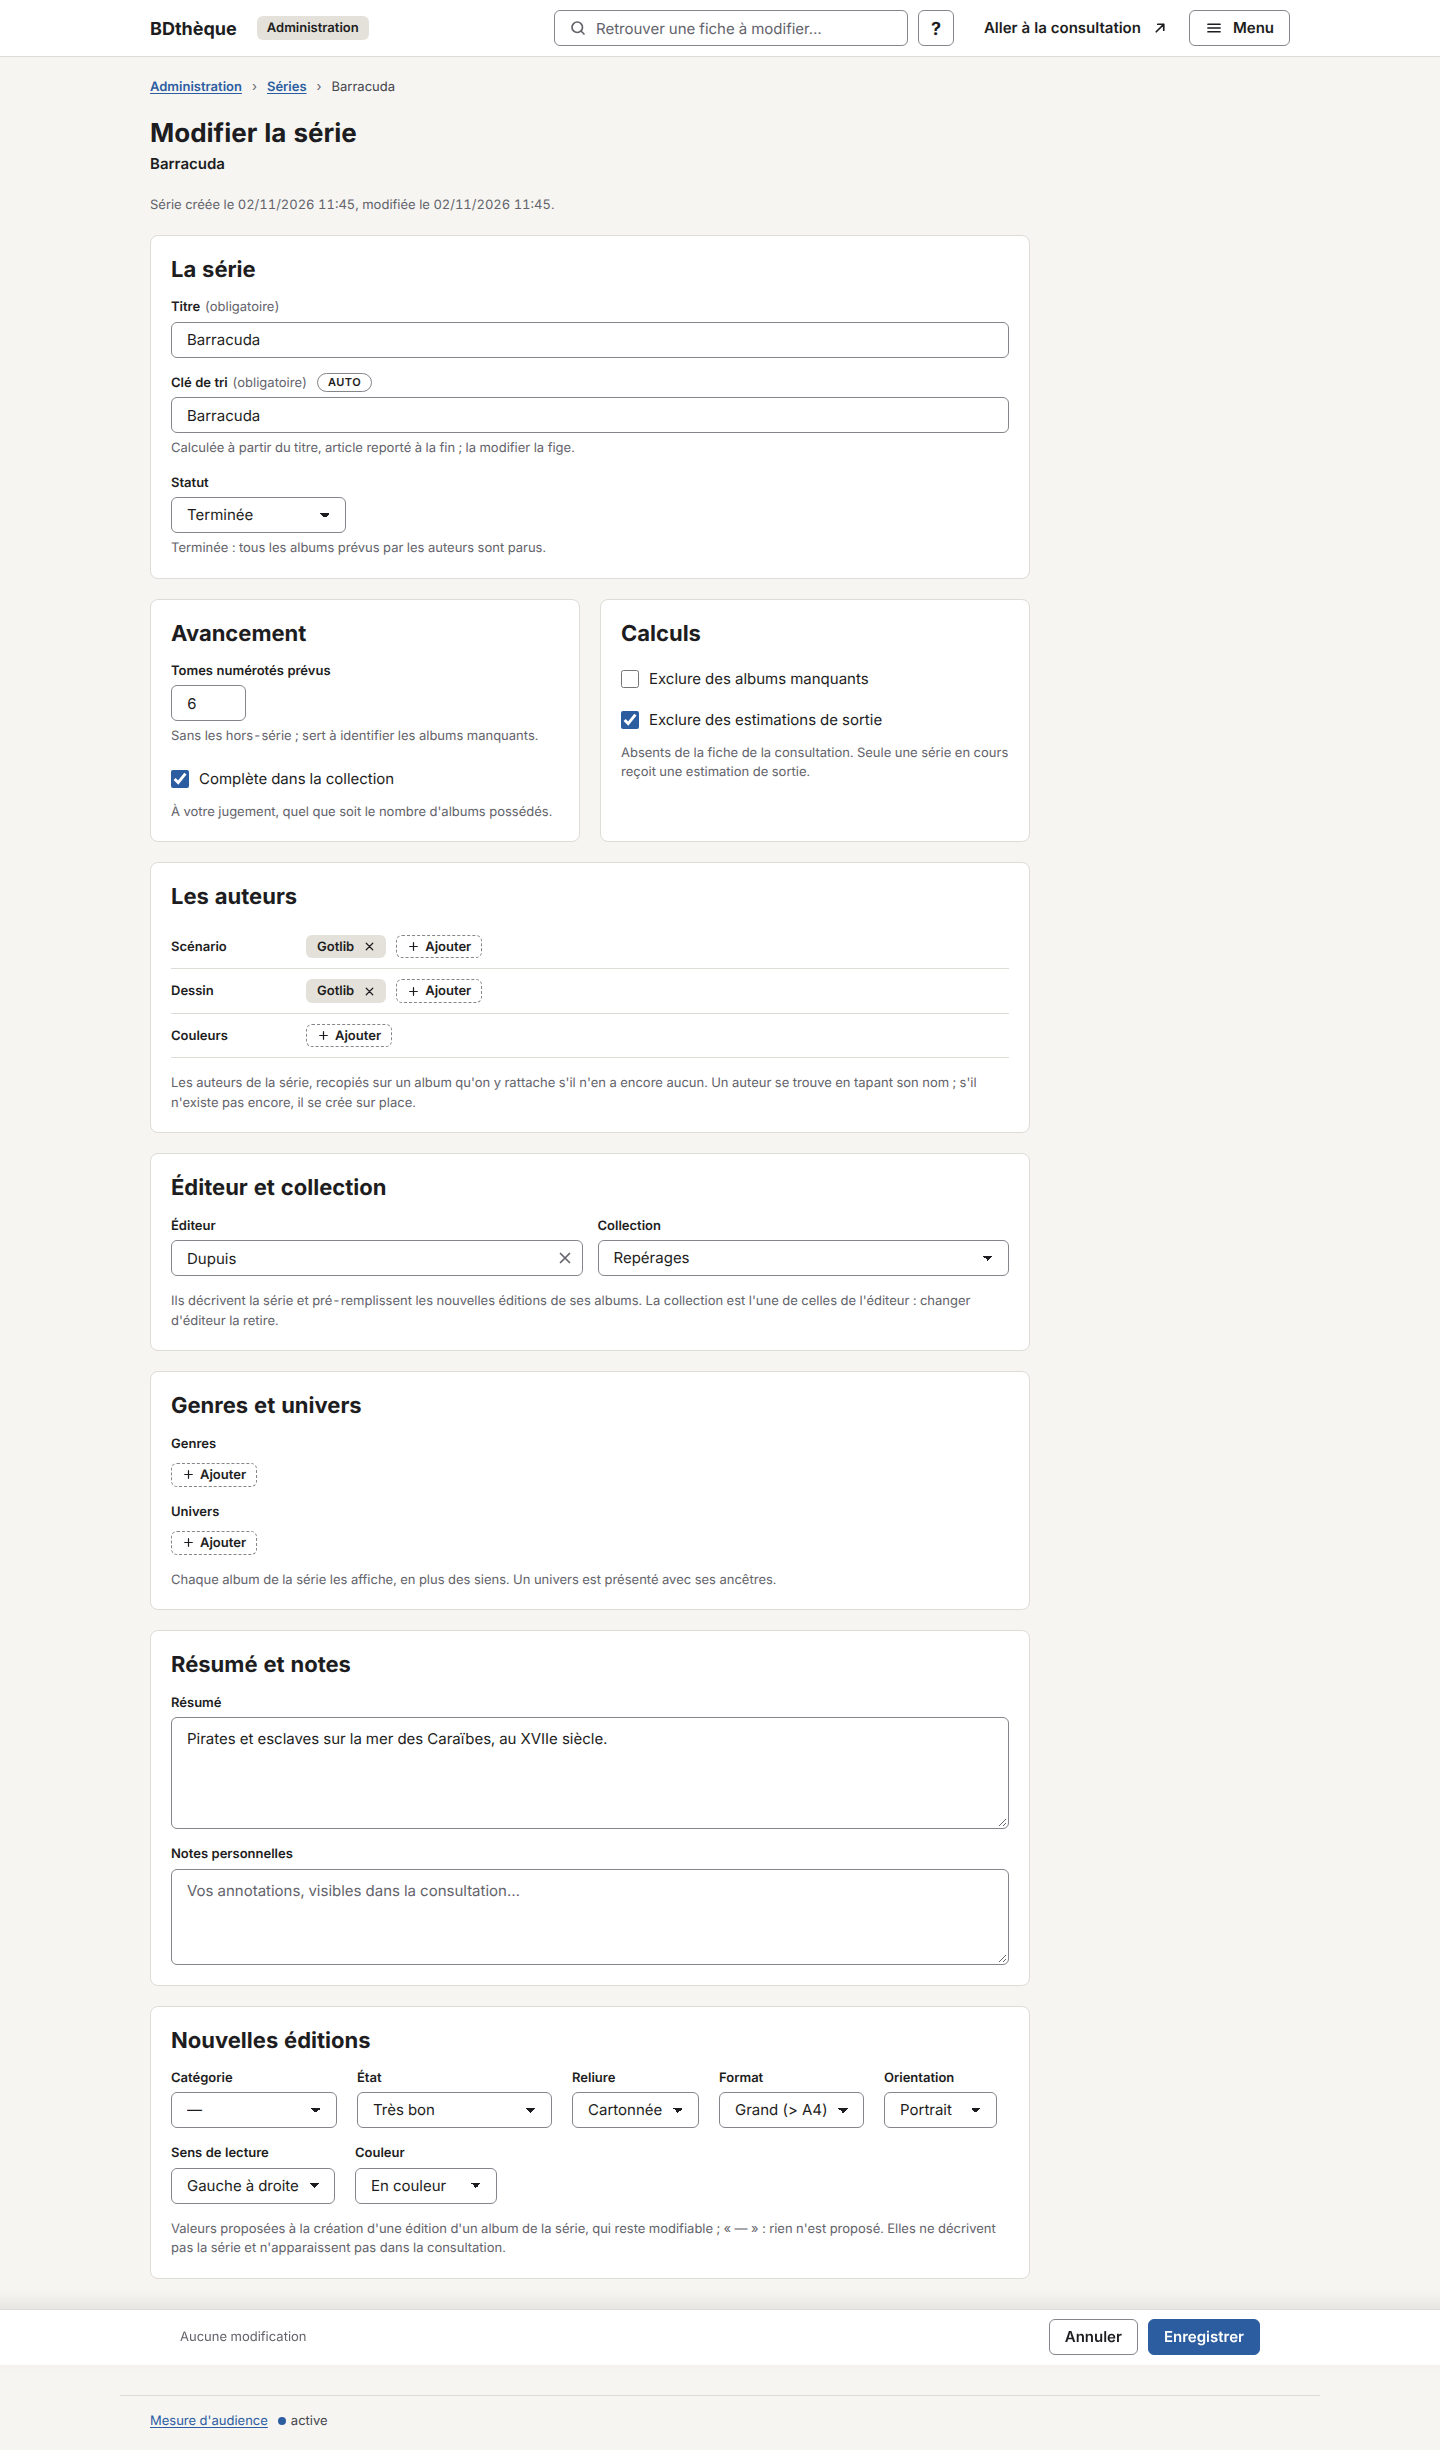 BDthèque
Administration
Retrouver une fiche à modifier...
?
Aller à la consultation
Menu
Administration › Séries › Barracuda
Modifier la série
Barracuda
Série créée le 02/11/2026 11:45, modifiée le 02/11/2026 11:45.
La série
Titre (obligatoire)
Barracuda
Clé de tri (obligatoire) AUTO
Barracuda
Calculée à partir du titre, article reporté à la fin ; la modifier la fige.
Statut
Terminée
Terminée : tous les albums prévus par les auteurs sont parus.
Avancement
Tomes numérotés prévus
6
Sans les hors-série ; sert à identifier les albums manquants.
Complète dans la collection
À votre jugement, quel que soit le nombre d'albums possédés.
Calculs
Exclure des albums manquants
Exclure des estimations de sortie
Absents de la fiche de la consultation. Seule une série en cours
reçoit une estimation de sortie.
Les auteurs
Scénario Gotlib × + Ajouter
Dessin Gotlib × + Ajouter
Couleurs + Ajouter
Les auteurs de la série, recopiés sur un album qu'on y rattache s'il n'en a encore aucun. Un auteur se trouve en tapant son nom ; s'il
n'existe pas encore, il se crée sur place.
Éditeur et collection
Éditeur
Dupuis
Collection
Repérages
Ils décrivent la série et pré-remplissent les nouvelles éditions de ses albums. La collection est l'une de celles de l'éditeur : changer
d'éditeur la retire.
Genres et univers
Genres
+ Ajouter
Univers
+ Ajouter
Chaque album de la série les affiche, en plus des siens. Un univers est présenté avec ses ancêtres.
Résumé et notes
Résumé
Pirates et esclaves sur la mer des Caraïbes, au XVIIe siècle.
Notes personnelles
Vos annotations, visibles dans la consultation...
Nouvelles éditions
Catégorie
—
État
Très bon
Reliure
Cartonnée
Format
Grand (> A4)
Orientation
Portrait
Sens de lecture
Gauche à droite
Couleur
En couleur
Valeurs proposées à la création d'une édition d'un album de la série, qui reste modifiable ; « — » : rien n'est proposé. Elles ne décrivent
pas la série et n'apparaissent pas dans la consultation.
Aucune modification
Annuler
Enregistrer
Mesure d'audience
active